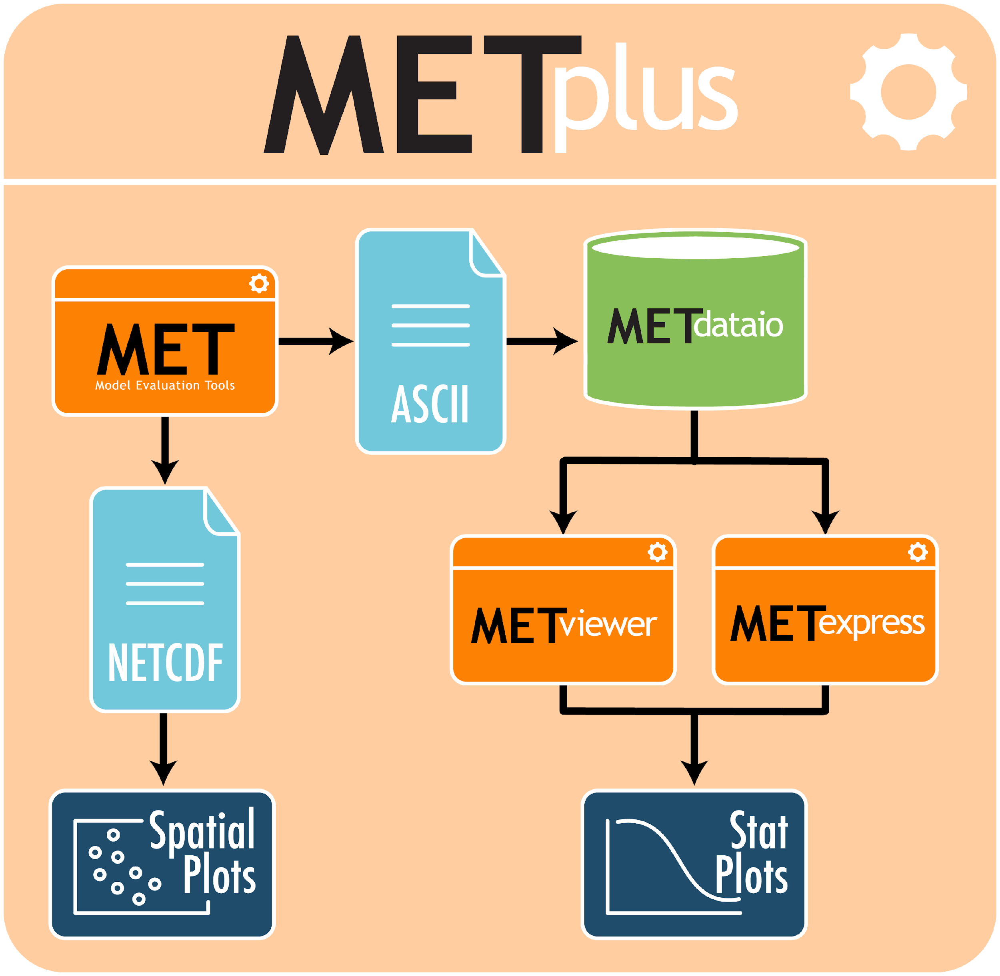 METplus
MET
Model Evaluation Tools
ASCII
METdataio
NETCDF
METviewer
METexpress
Spatial
Plots
Stat
Plots